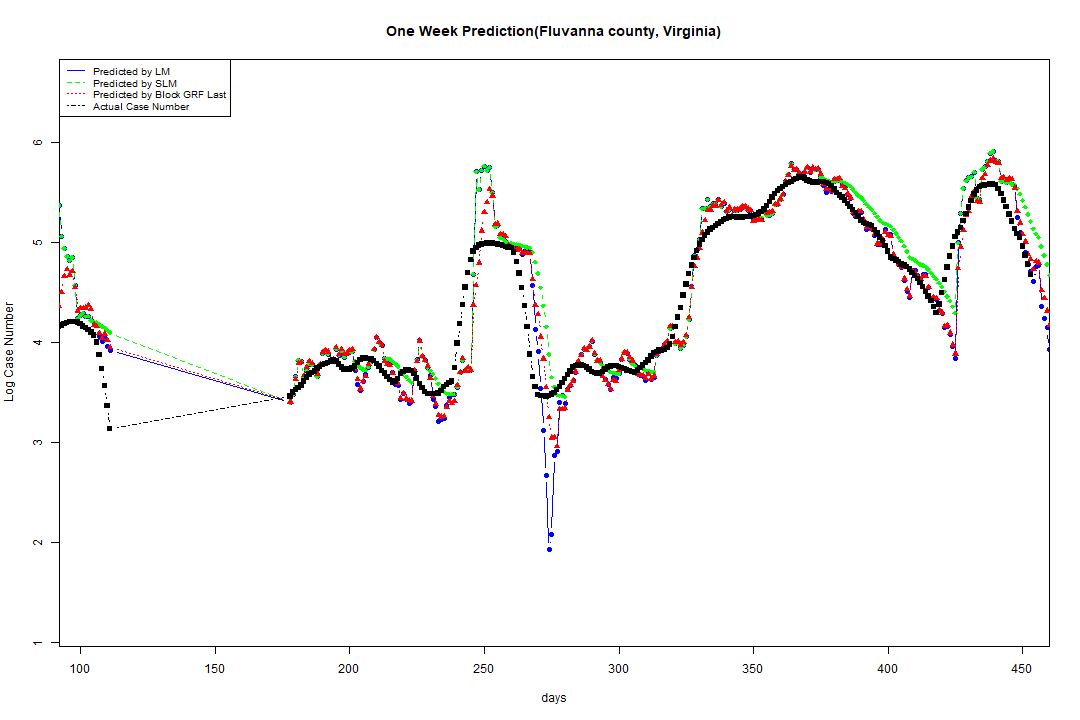 One Week Prediction(Fluvanna county, Virginia)
Predicted by LM
Predicted by SLM
Predicted by Block GRF Last
Actual Case Number
Log Case Number
6
5
4
3
2
1
100 150 200 250 300 350 400 450
days